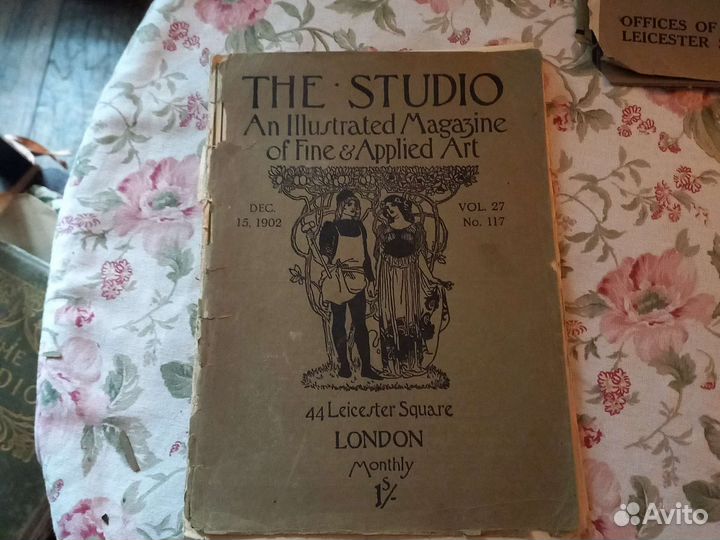 THE · STUDIO
An Illustrated Magazine
of Fine & Applied Art
DEC.
15, 1902
VOL. 27
No. 117
44 Leicester Square
LONDON
Monthly
1S/-
OFFICES OF
LEICESTER
THE
Avito